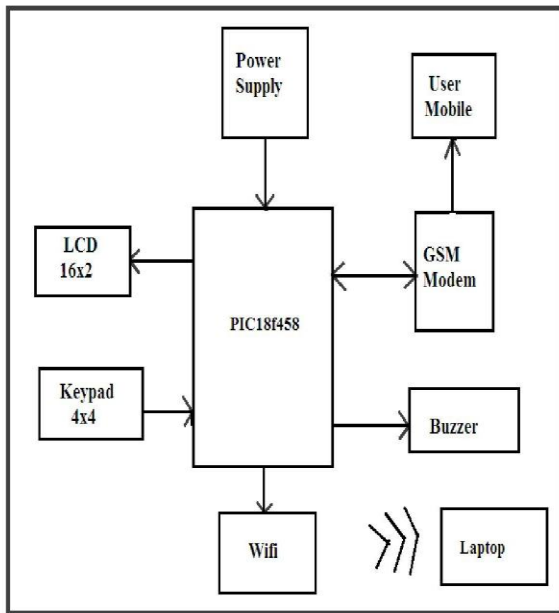 Power
Supply
User
Mobile
LCD
16x2
GSM
Modem
PIC18f458
Keypad
4x4
Buzzer
Wifi
Laptop